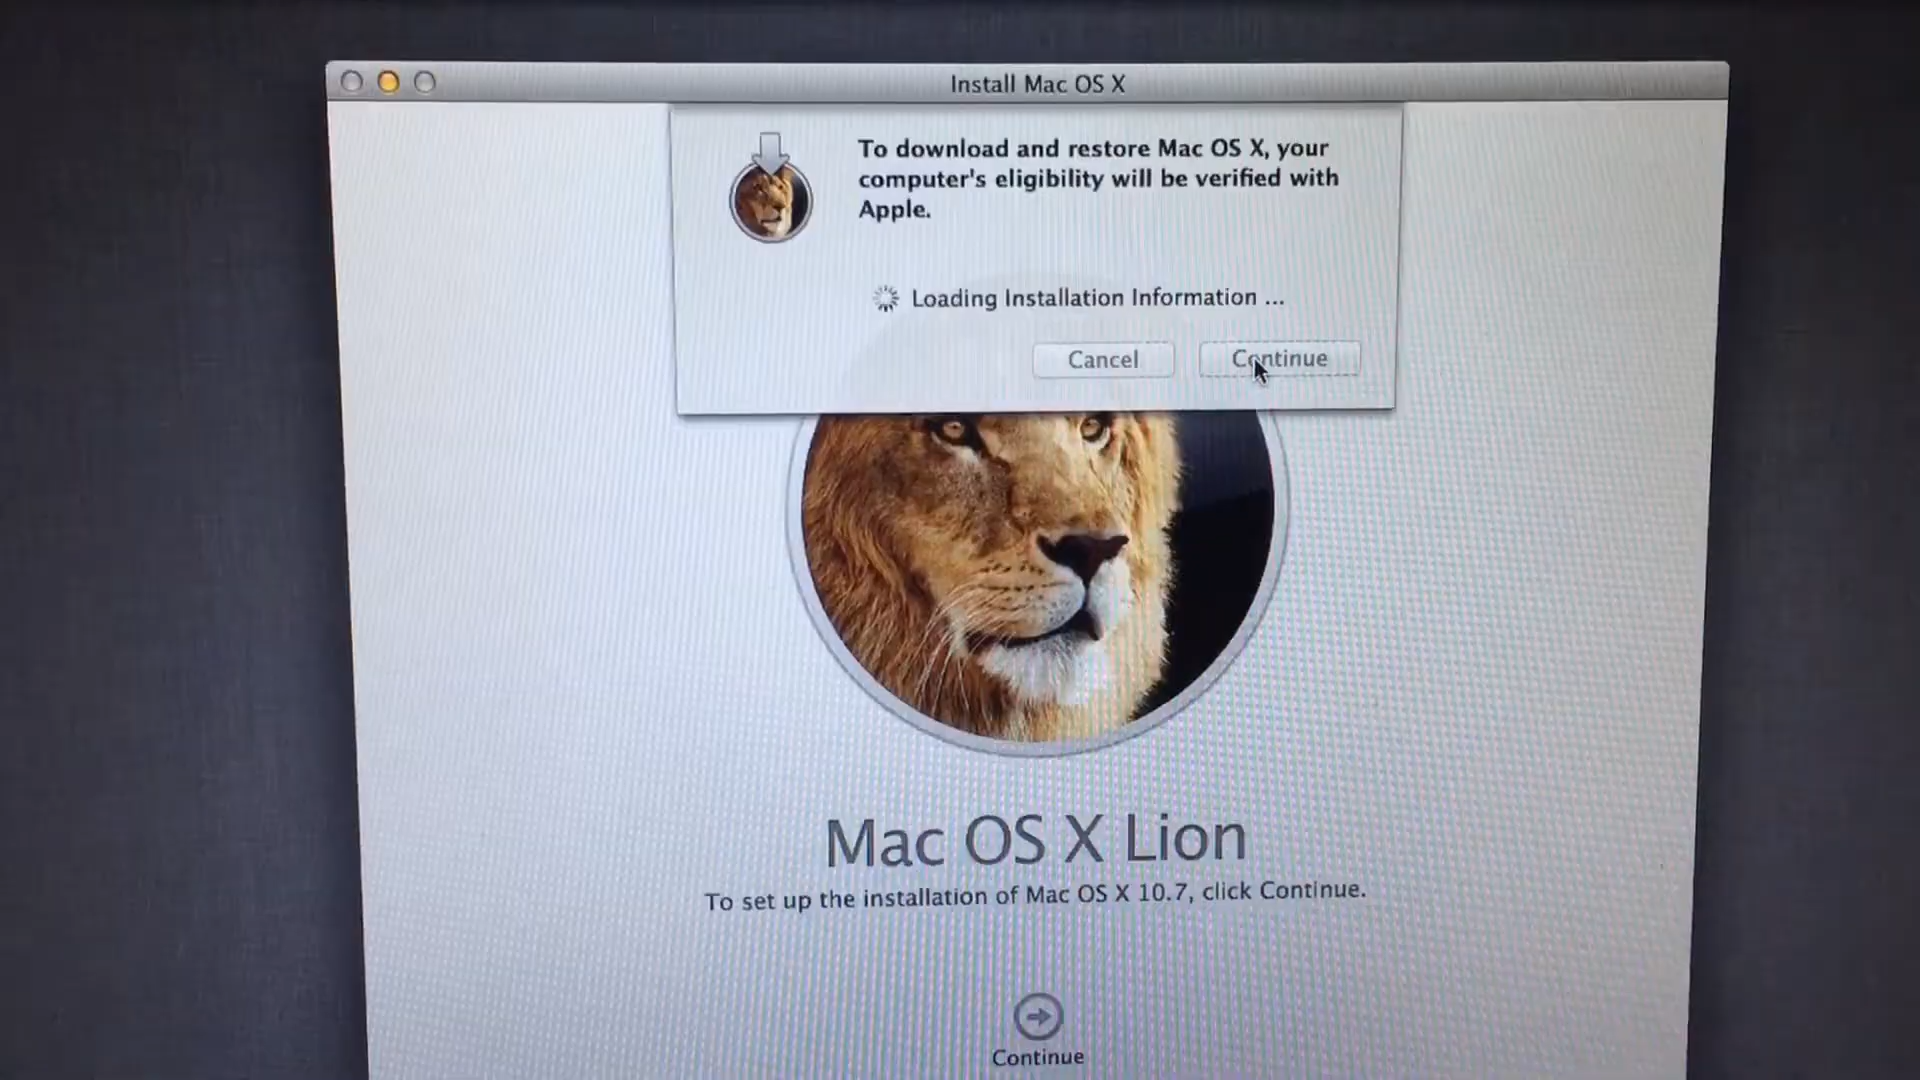 Install Mac OS X
To download and restore Mac OS X, your
computer's eligibility will be verified with
Apple.
Loading Installation Information ...
Cancel
Continue
Mac OS X Lion
To set up the installation of Mac OS X 10.7, click Continue.
Continue